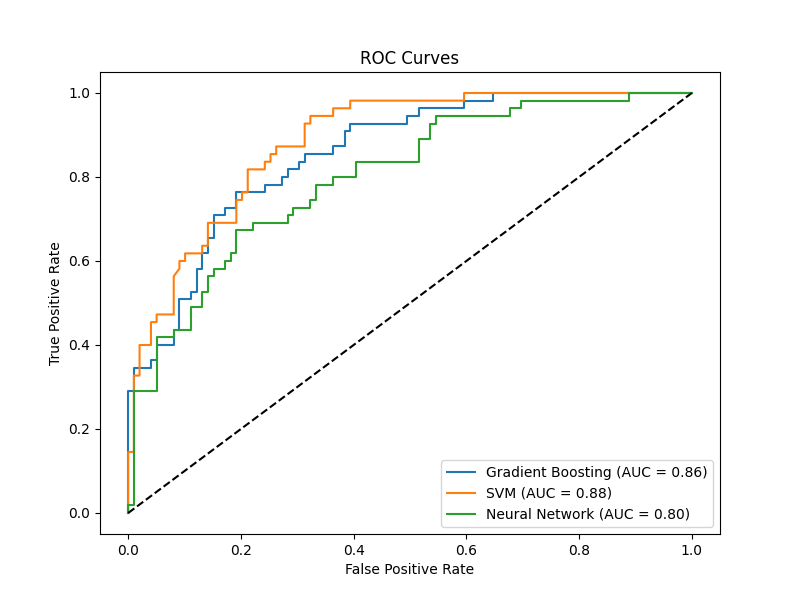 ROC Curves
True Positive Rate
1.0
0.8
0.6
0.4
0.2
0.0
Gradient Boosting (AUC = 0.86)
SVM (AUC = 0.88)
Neural Network (AUC = 0.80)
0.0 0.2 0.4 0.6 0.8 1.0
False Positive Rate